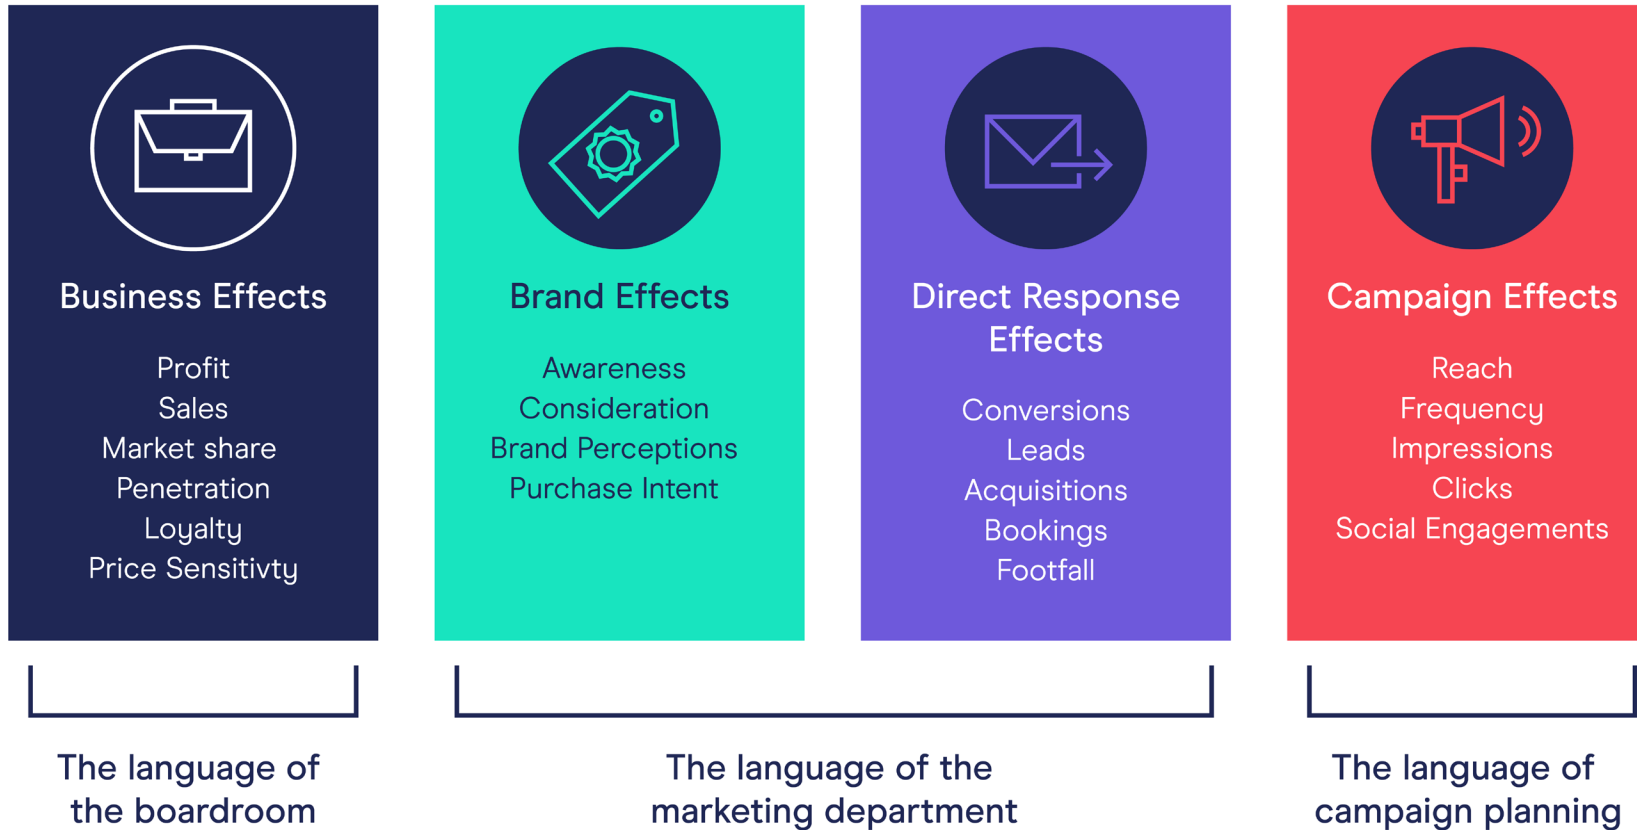 Business Effects
Profit
Sales
Market share
Penetration
Loyalty
Price Sensitivty
Brand Effects
Awareness
Consideration
Brand Perceptions
Purchase Intent
Direct Response
Effects
Conversions
Leads
Acquisitions
Bookings
Footfall
Campaign Effects
Reach
Frequency
Impressions
Clicks
Social Engagements
The language of
the boardroom
The language of the
marketing department
The language of
campaign planning